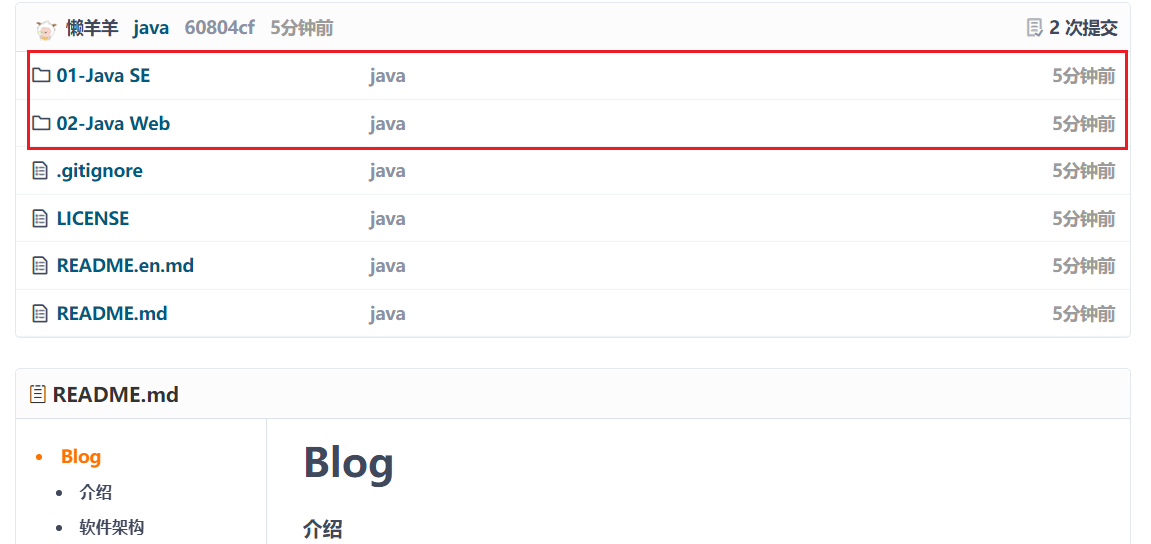 懒羊羊 java 60804cf 5分钟前 2 次提交
01-Java SE java 5分钟前
02-Java Web java 5分钟前
.gitignore java 5分钟前
LICENSE java 5分钟前
README.en.md java 5分钟前
README.md java 5分钟前
README.md
Blog
介绍
软件架构
Blog
介绍